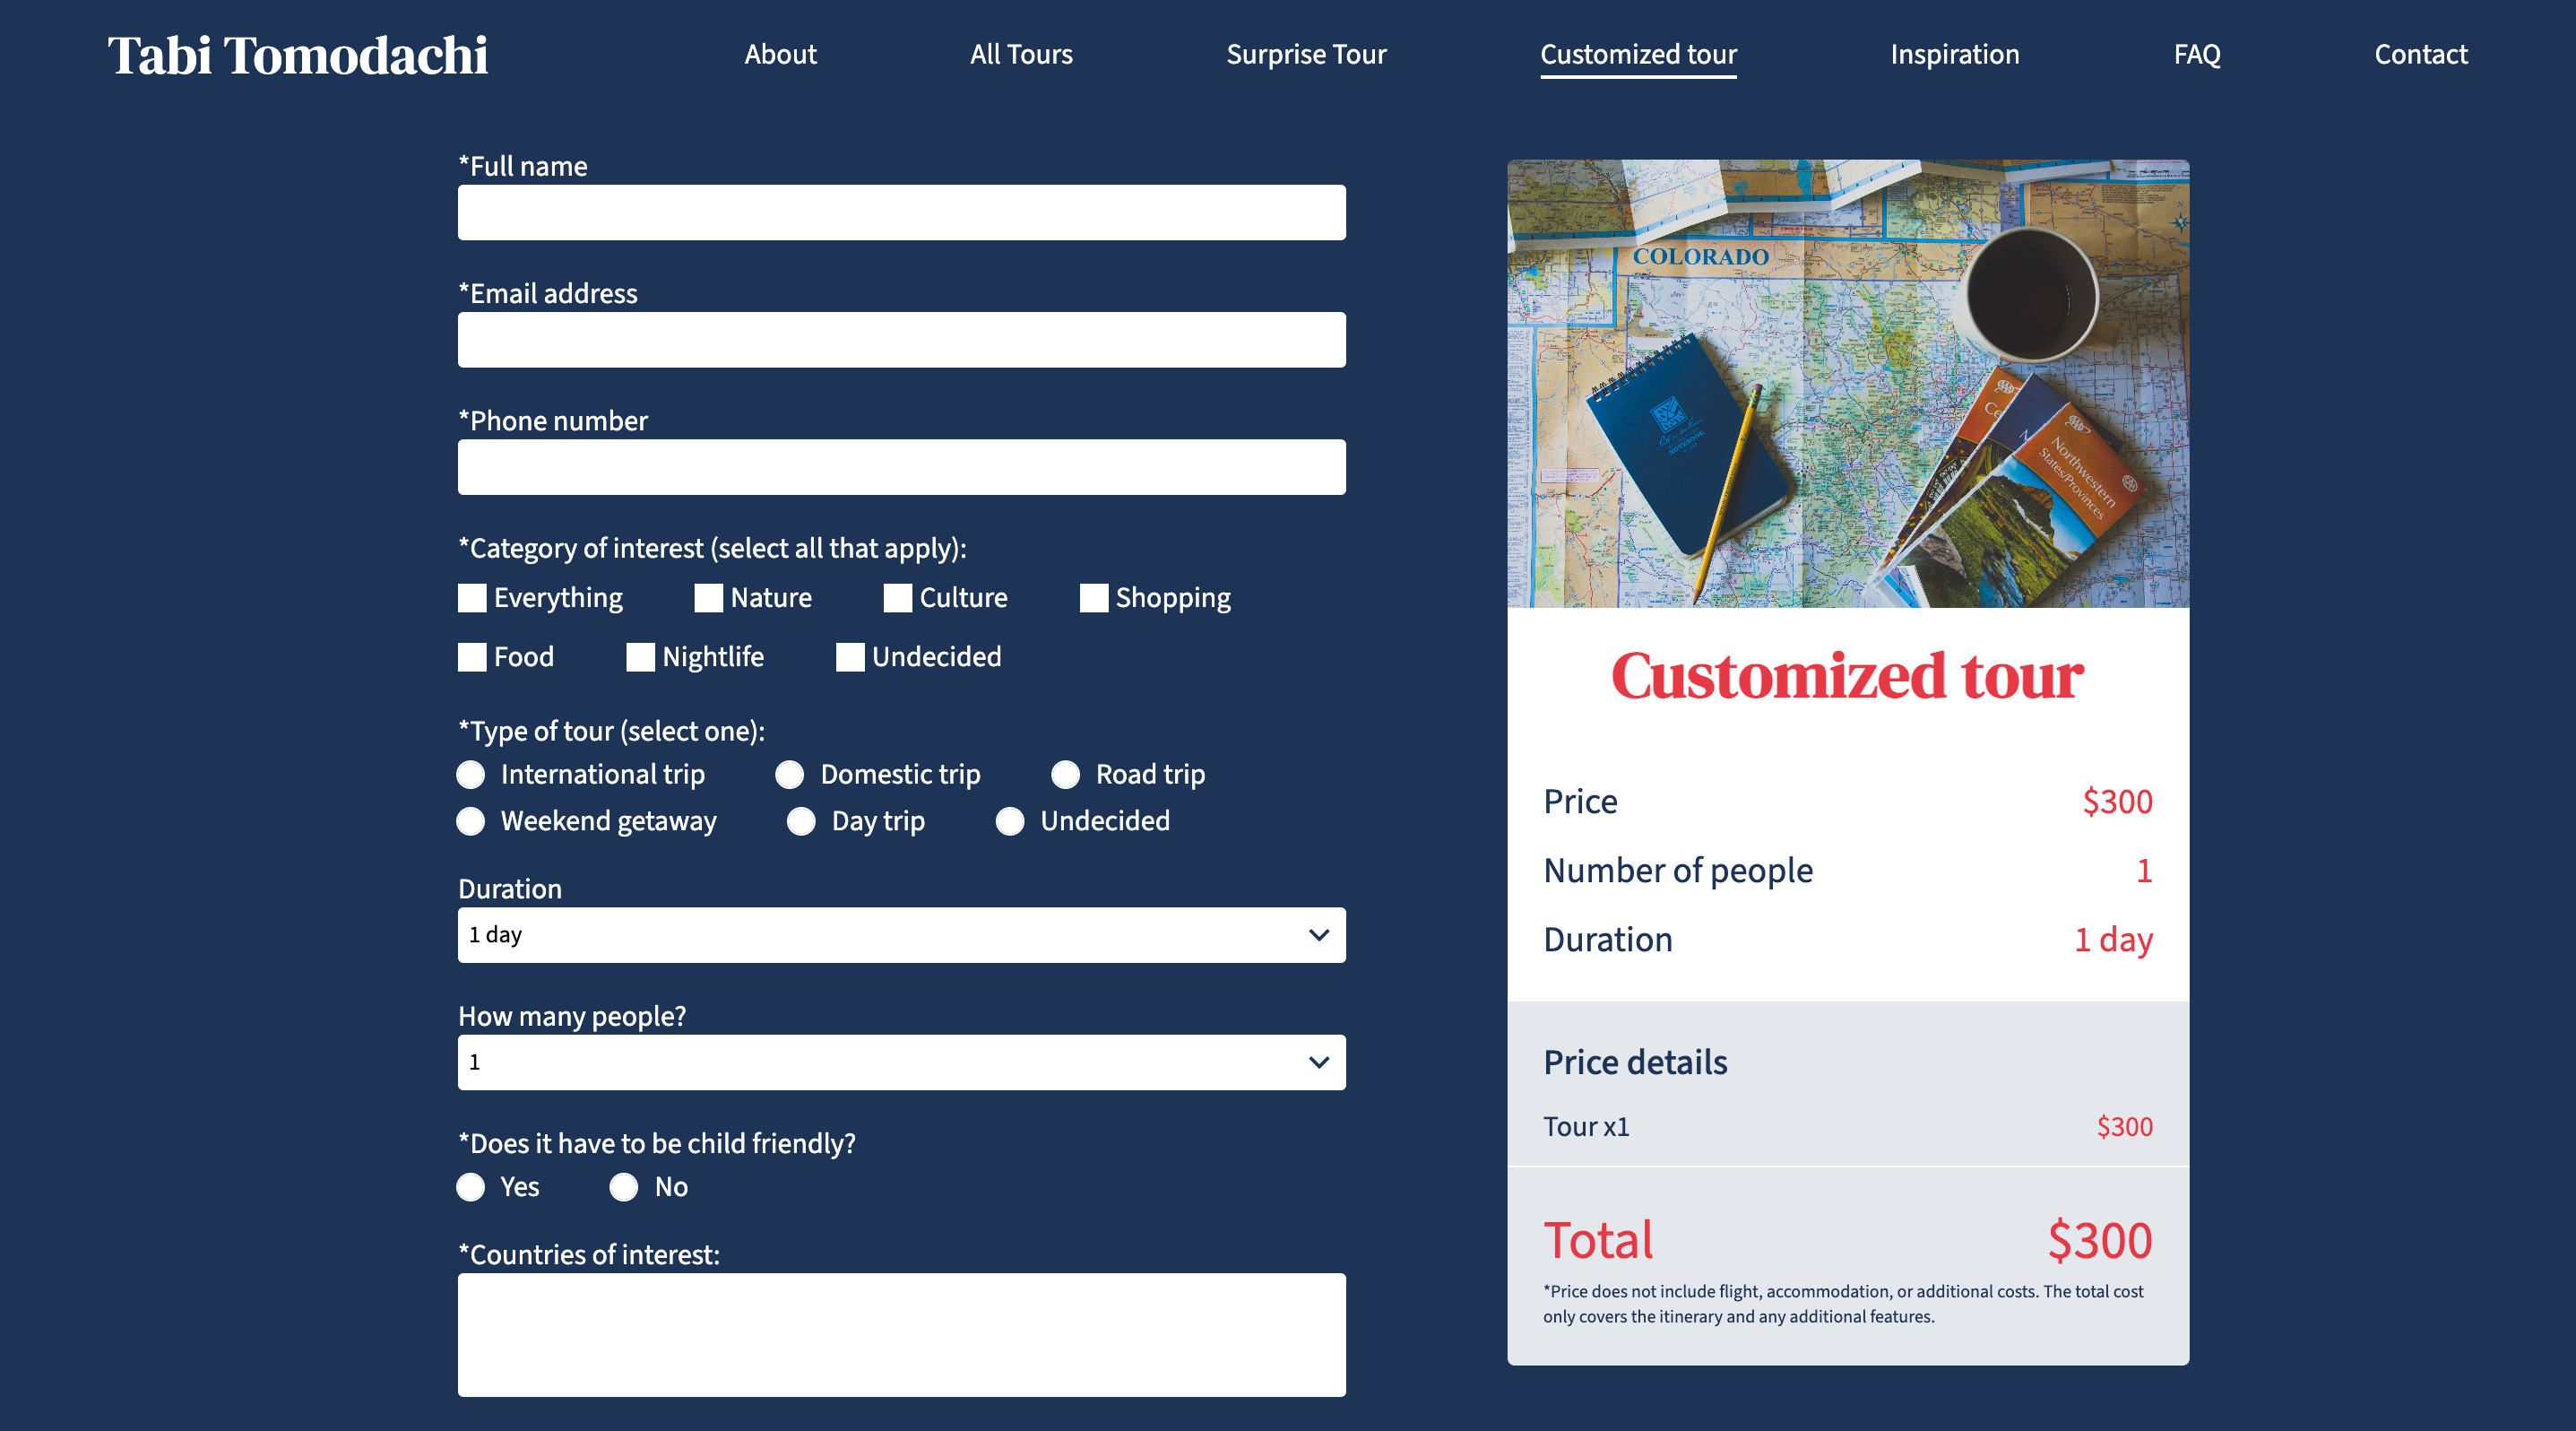 Tabi Tomodachi
About
All Tours
Surprise Tour
Customized tour
Inspiration
FAQ
Contact
*Full name
*Email address
*Phone number
*Category of interest (select all that apply):
Everything
Nature
Culture
Shopping
Food
Nightlife
Undecided
*Type of tour (select one):
International trip
Domestic trip
Road trip
Weekend getaway
Day trip
Undecided
Duration
1 day
How many people?
1
*Does it have to be child friendly?
Yes
No
*Countries of interest:
COLORADO
NOTEBOOK
Northwestern
States/Provinces
Customized tour
Price $300
Number of people 1
Duration 1 day
Price details
Tour x1 $300
Total $300
*Price does not include flight, accommodation, or additional costs. The total cost
only covers the itinerary and any additional features.